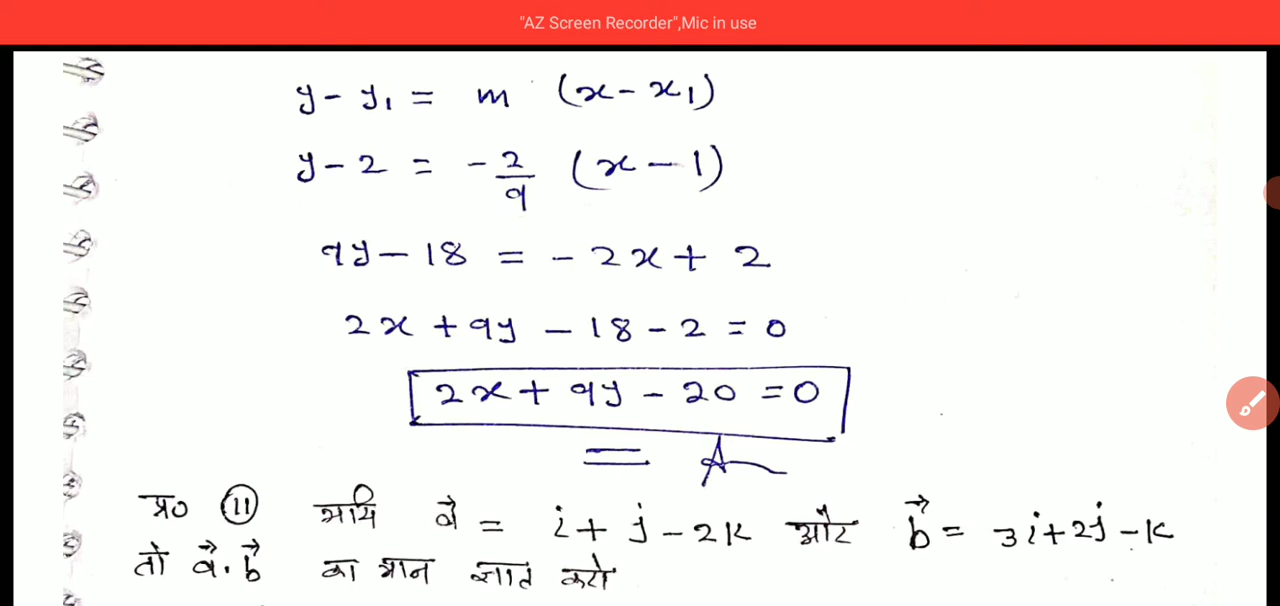 "AZ Screen Recorder",Mic in use
y - y₁ = m (x - x₁)
y - 2 = - 2/9 (x - 1)
9y - 18 = - 2x + 2
2x + 9y - 18 - 2 = 0
2x + 9y - 20 = 0
प्र० (11) यदि a⃗ = i + j - 2k और b⃗ = 3i + 2j - k
तो a⃗ . b⃗ का मान ज्ञात करो